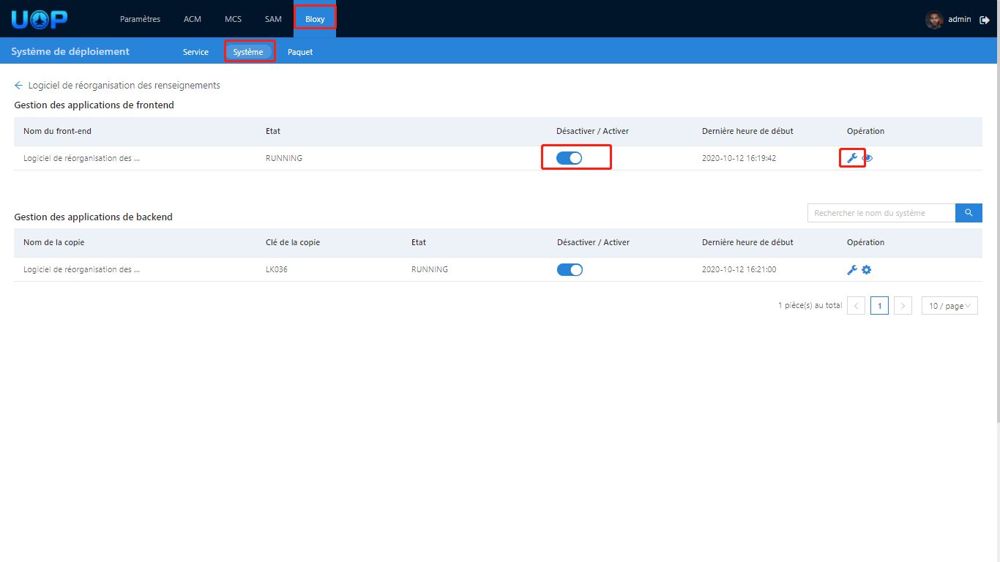 UOP Paramètres ACM MCS SAM Bloxy admin
Système de déploiement Service Système Paquet
Logiciel de réorganisation des renseignements
Gestion des applications de frontend
Nom du front-end Etat Désactiver / Activer Dernière heure de début Opération
Logiciel de réorganisation des ... RUNNING 2020-10-12 16:19:42
Gestion des applications de backend Rechercher le nom du système
Nom de la copie Clé de la copie Etat Désactiver / Activer Dernière heure de début Opération
Logiciel de réorganisation des ... LK036 RUNNING 2020-10-12 16:21:00
1 pièce(s) au total < 1 > 10 / page